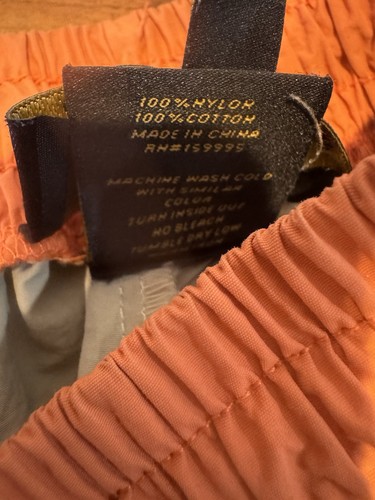 100%NYLON
100%COTTON
MADE IN CHINA
RN#159995
MACHINE WASH COLD
WITH SIMILAR
COLOR
TURN INSIDE OUT
NO BLEACH
TUMBLE DRY LOW